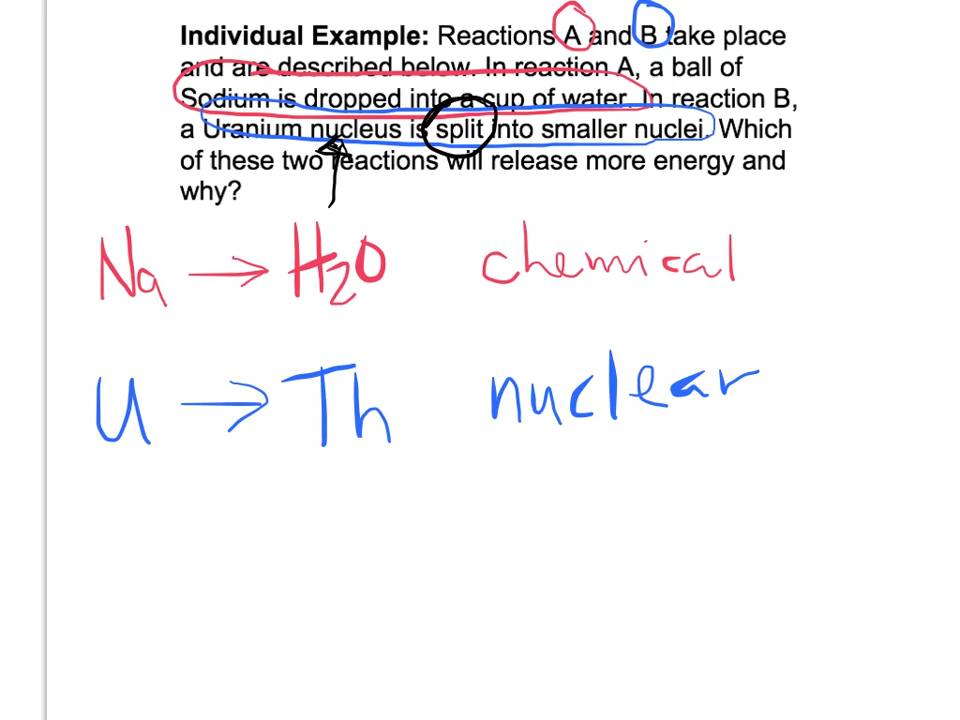 Individual Example: Reactions A and B take place
and are described below. In reaction A, a ball of
Sodium is dropped into a cup of water. In reaction B,
a Uranium nucleus is split into smaller nuclei. Which
of these two reactions will release more energy and
why?
Na → H₂O chemical
U → Th nuclear